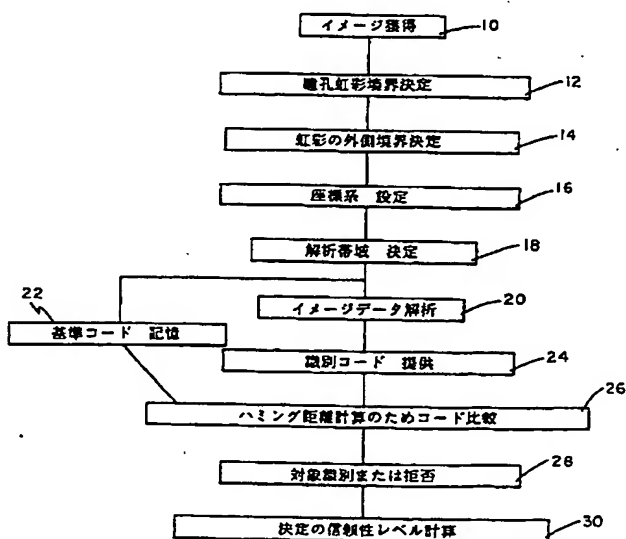 イメージ獲得 10
瞳孔虹彩境界決定 12
虹彩の外側境界決定 14
座標系 設定 16
解析帯域 決定 18
22
イメージデータ解析 20
基準コード 記憶
識別コード 提供 24
26
ハミング距離計算のためコード比較
対象識別または拒否 28
決定の信頼性レベル計算 30